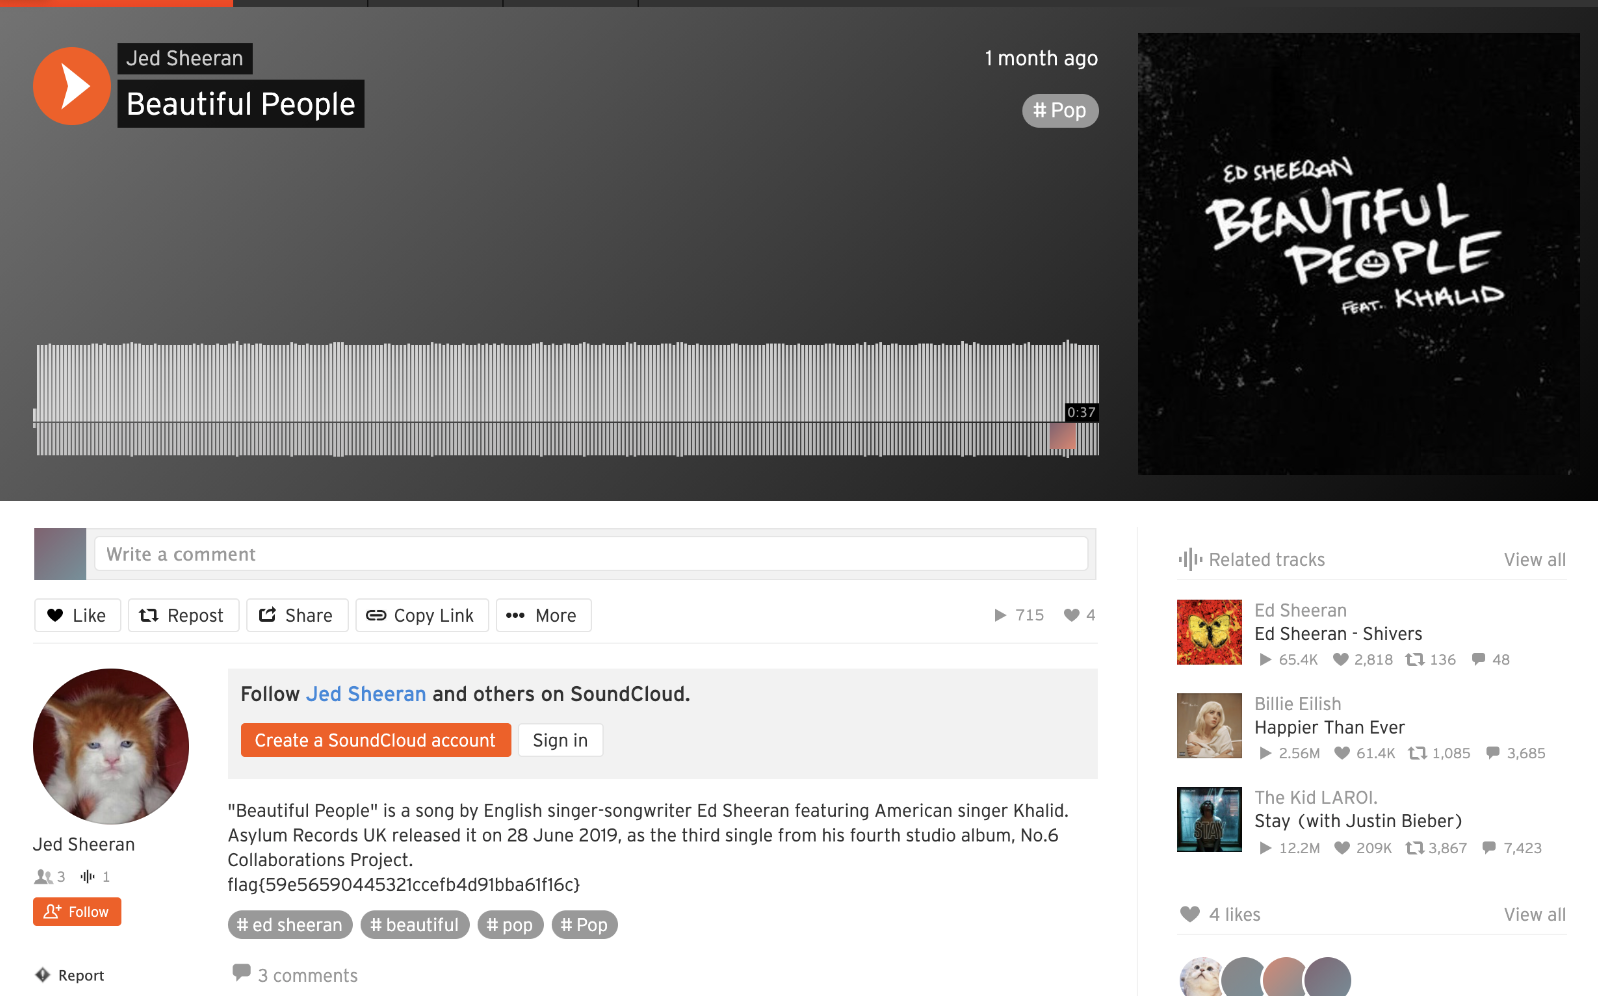 Jed Sheeran
Beautiful People
1 month ago
# Pop
ED SHEERAN
BEAUTIFUL
PEOPLE
FEAT. KHALID
0:37
Write a comment
Like
Repost
Share
Copy Link
More
715
4
Follow Jed Sheeran and others on SoundCloud.
Create a SoundCloud account
Sign in
Jed Sheeran
3
1
Follow
Report
"Beautiful People" is a song by English singer-songwriter Ed Sheeran featuring American singer Khalid.
Asylum Records UK released it on 28 June 2019, as the third single from his fourth studio album, No.6
Collaborations Project.
flag{59e56590445321ccefb4d91bba61f16c}
# ed sheeran
# beautiful
# pop
# Pop
3 comments
Related tracks
View all
Ed Sheeran
Ed Sheeran - Shivers
65.4K
2,818
136
48
Billie Eilish
Happier Than Ever
2.56M
61.4K
1,085
3,685
STAY
The Kid LAROI.
Stay (with Justin Bieber)
12.2M
209K
3,867
7,423
4 likes
View all